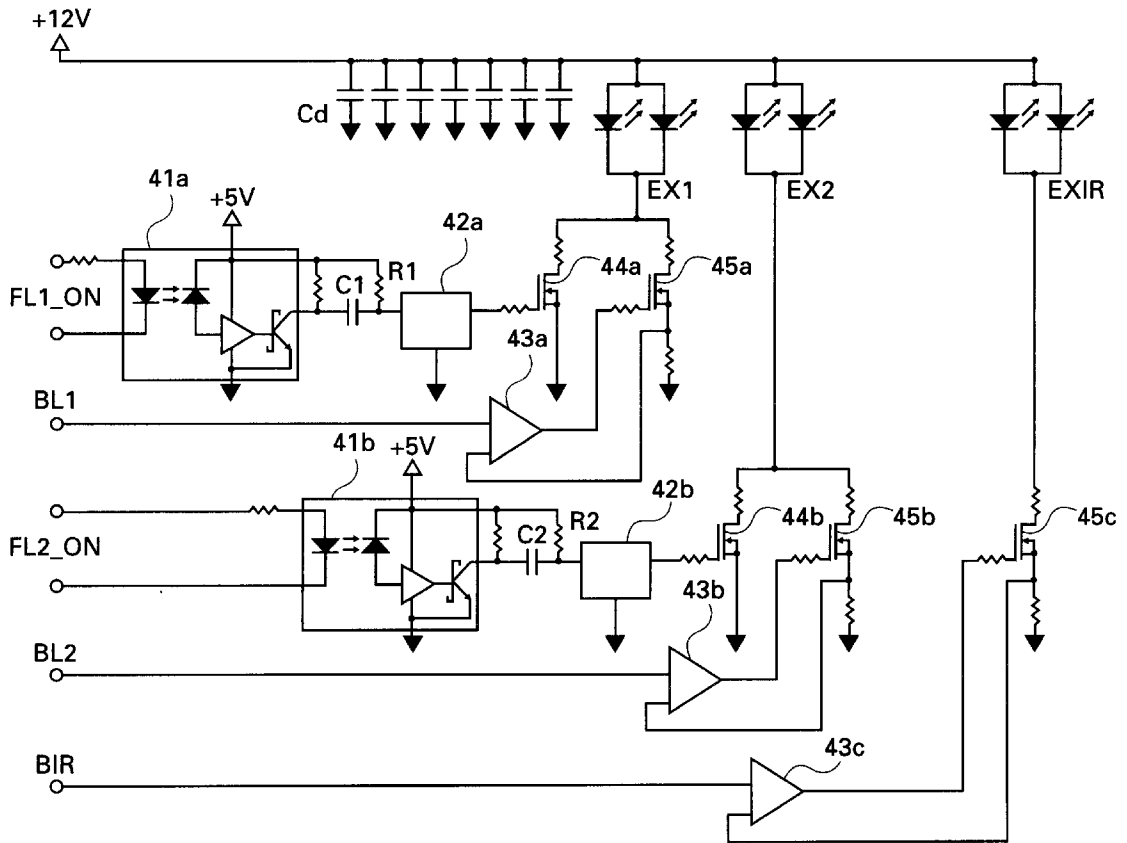 +12V
Cd
EX1
EX2
EXIR
41a
+5V
42a
44a
45a
FL1_ON
C1
R1
43a
BL1
41b
+5V
42b
44b
45b
45c
FL2_ON
C2
R2
43b
BL2
BIR
43c